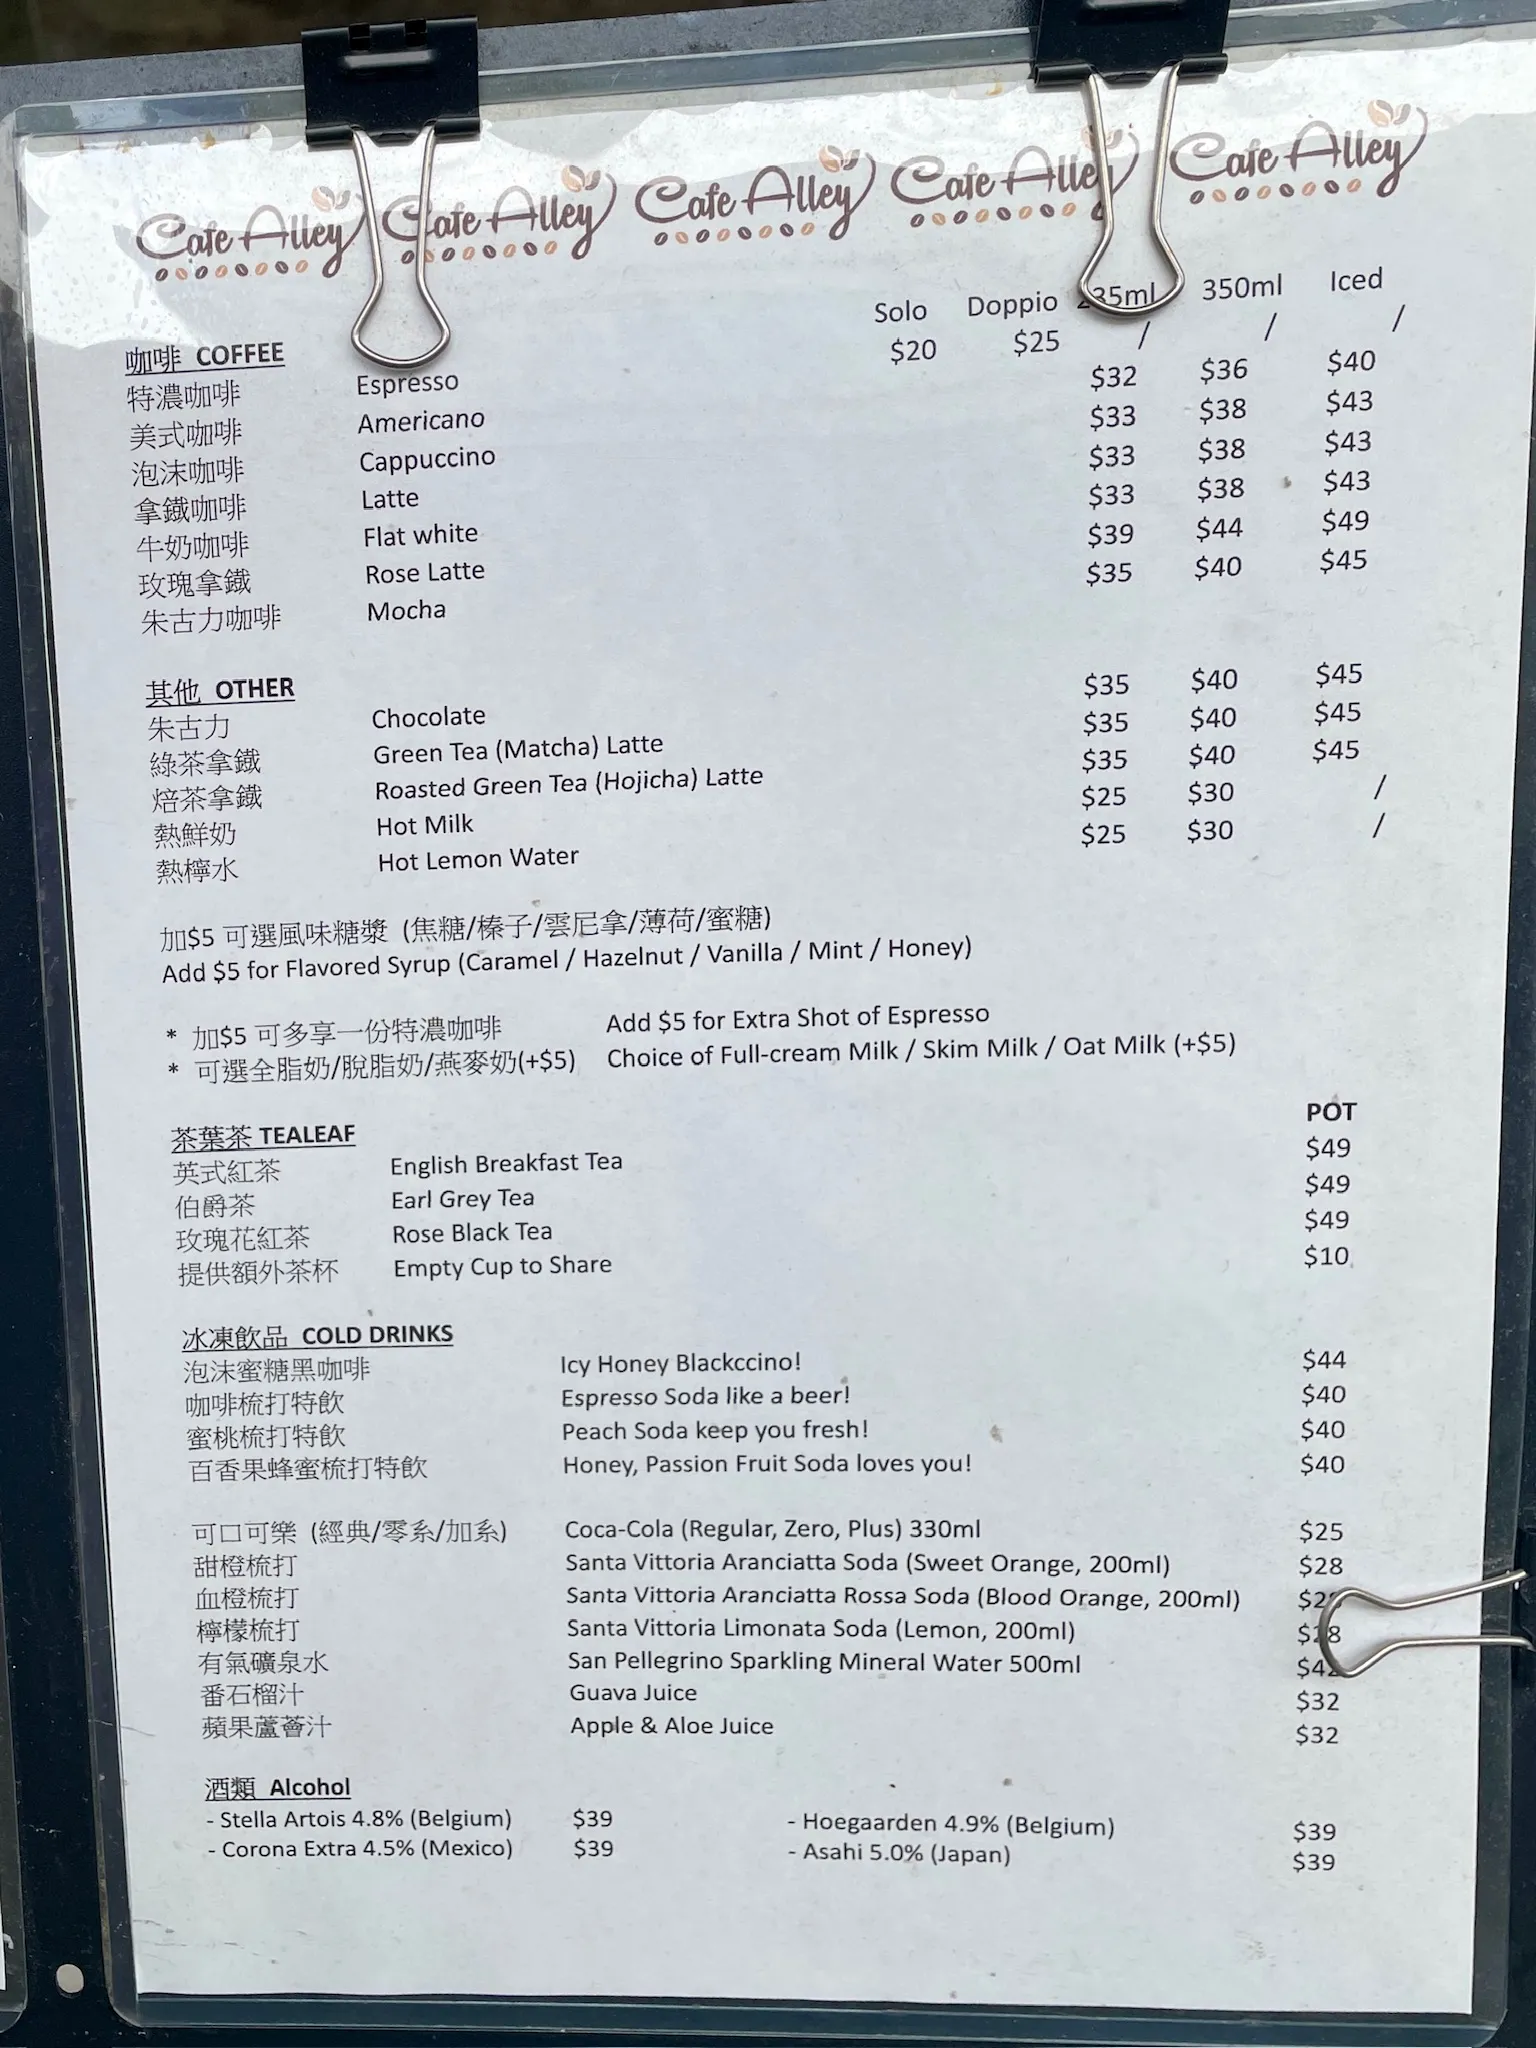 Cafe Alley Cafe Alley Cafe Alley Cafe Alley Cafe Alley
Solo Doppio 235ml 350ml Iced
咖啡 COFFEE
特濃咖啡 Espresso $20 $25 / / /
美式咖啡 Americano $32 $36 $40
泡沫咖啡 Cappuccino $33 $38 $43
拿鐵咖啡 Latte $33 $38 $43
牛奶咖啡 Flat white $33 $38 $43
玫瑰拿鐵 Rose Latte $39 $44 $49
朱古力咖啡 Mocha $35 $40 $45
其他 OTHER
朱古力 Chocolate $35 $40 $45
綠茶拿鐵 Green Tea (Matcha) Latte $35 $40 $45
焙茶拿鐵 Roasted Green Tea (Hojicha) Latte $35 $40 $45
熱鮮奶 Hot Milk $25 $30 /
熱檸水 Hot Lemon Water $25 $30 /
加$5 可選風味糖漿 (焦糖/榛子/雲尼拿/薄荷/蜜糖)
Add $5 for Flavored Syrup (Caramel / Hazelnut / Vanilla / Mint / Honey)
* 加$5 可多享一份特濃咖啡 Add $5 for Extra Shot of Espresso
* 可選全脂奶/脫脂奶/燕麥奶(+$5) Choice of Full-cream Milk / Skim Milk / Oat Milk (+$5)
茶葉茶 TEALEAF POT
英式紅茶 English Breakfast Tea $49
伯爵茶 Earl Grey Tea $49
玫瑰花紅茶 Rose Black Tea $49
提供額外茶杯 Empty Cup to Share $10
冰凍飲品 COLD DRINKS
泡沫蜜糖黑咖啡 Icy Honey Blackccino! $44
咖啡梳打特飲 Espresso Soda like a beer! $40
蜜桃梳打特飲 Peach Soda keep you fresh! $40
百香果蜂蜜梳打特飲 Honey, Passion Fruit Soda loves you! $40
可口可樂 (經典/零系/加系) Coca-Cola (Regular, Zero, Plus) 330ml $25
甜橙梳打 Santa Vittoria Aranciatta Soda (Sweet Orange, 200ml) $28
血橙梳打 Santa Vittoria Aranciatta Rossa Soda (Blood Orange, 200ml)
檸檬梳打 Santa Vittoria Limonata Soda (Lemon, 200ml) $28
有氣礦泉水 San Pellegrino Sparkling Mineral Water 500ml $42
番石榴汁 Guava Juice $32
蘋果蘆薈汁 Apple & Aloe Juice $32
酒類 Alcohol
- Stella Artois 4.8% (Belgium) $39 - Hoegaarden 4.9% (Belgium) $39
- Corona Extra 4.5% (Mexico) $39 - Asahi 5.0% (Japan) $39